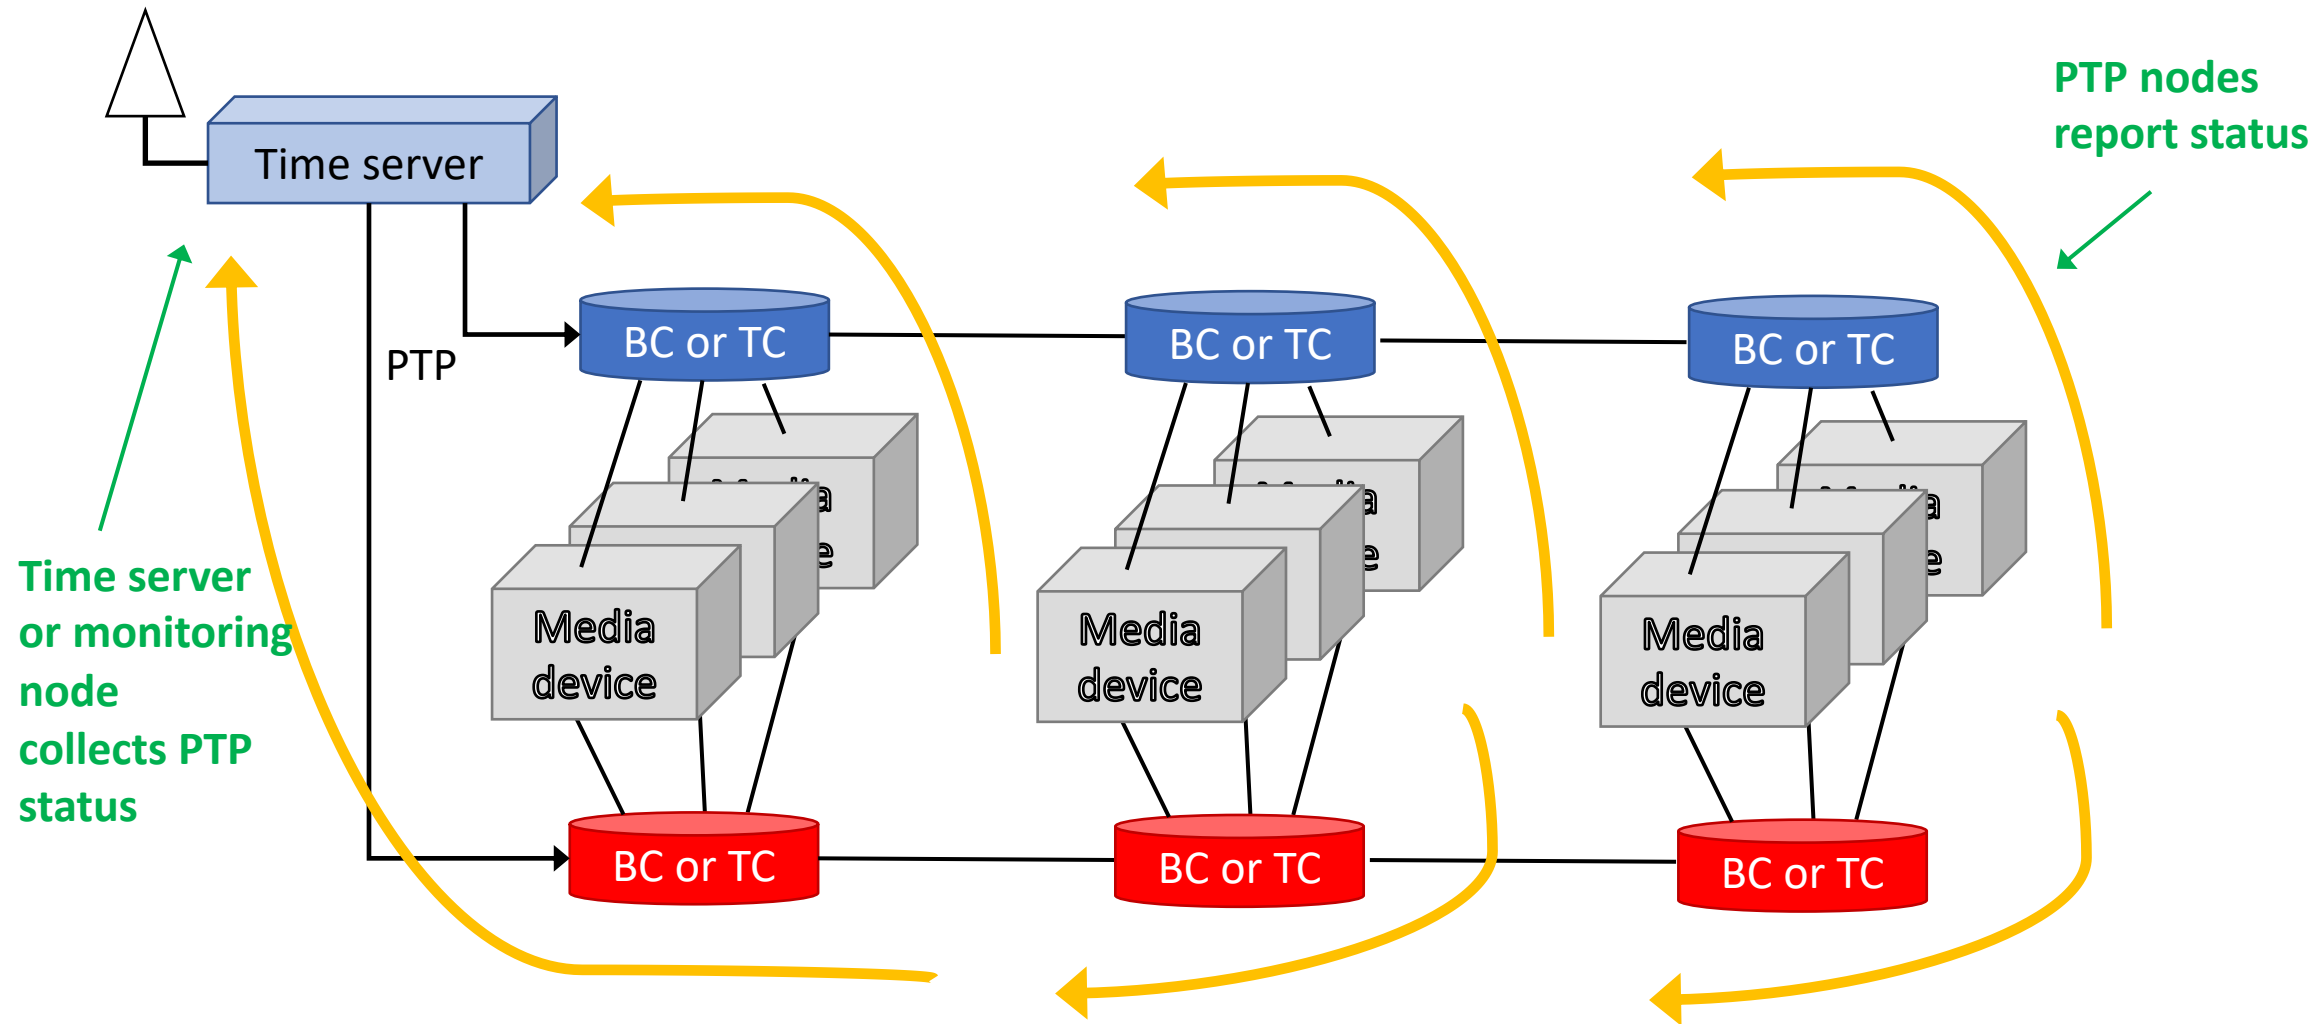 PTP nodes
report status
Time server
PTP
BC or TC
BC or TC
BC or TC
Time server
or monitoring
node
collects PTP
status
Media
device
Media
device
Media
device
BC or TC
BC or TC
BC or TC